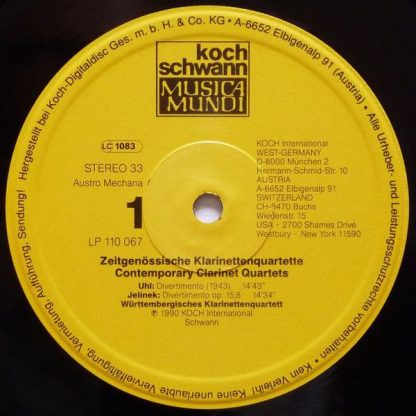 Hergestellt bei Koch-Digitaldisc Ges. m. b. H. & Co. KG • A-6652 Elbigenalp 91 (Austria) • Alle Urheber- und Leistungsschutzrechte vorbehalten • Kein Verleih! Keine unerlaubte Vervielfältigung, Vermietung, Aufführung, Sendung!
koch
schwann
MUSICA
MUNDI
LC 1083
STEREO 33
Austro Mechana
1
LP 110 067
KOCH International
WEST-GERMANY
D-8000 München 2
Hermann-Schmid-Str. 10
AUSTRIA
A-6652 Elbigenalp 91
SWITZERLAND
CH-9470 Buchs
Wiedenstr. 15
USA • 2700 Shames Drive
Westbury • New York 11590
Zeitgenössische Klarinettenquartette
Contemporary Clarinet Quartets
Uhl: Divertimento (1943) 14'43"
Jelinek: Divertimento op. 15,8 14'34"
Württembergisches Klarinettenquartett
℗ 1990 KOCH International
Schwann